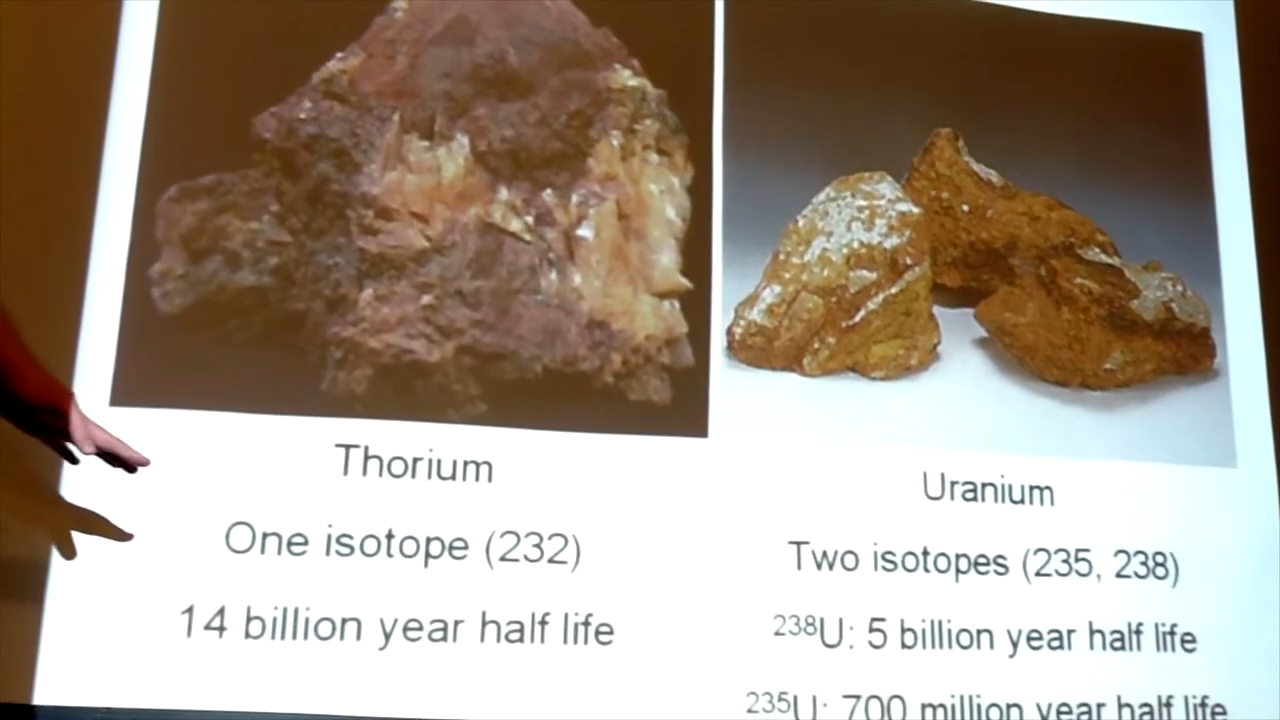 Thorium
One isotope (232)
14 billion year half life
Uranium
Two isotopes (235, 238)
²³⁸U: 5 billion year half life
²³⁵U: 700 million year half life